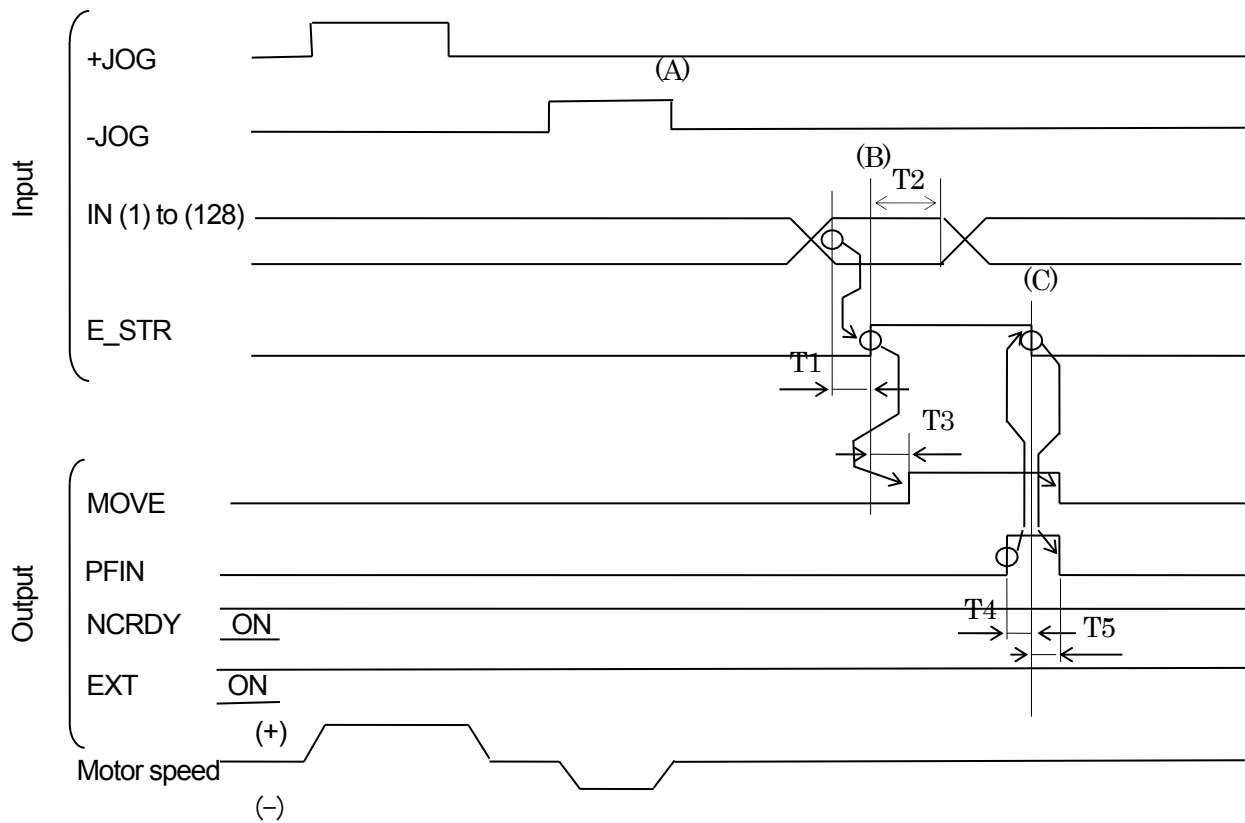 Input
+JOG
(A)
-JOG
(B)
T2
IN (1) to (128)
(C)
E_STR
T1
T3
Output
MOVE
PFIN
T4
T5
NCRDY ON
EXT ON
(+)
Motor speed
(–)